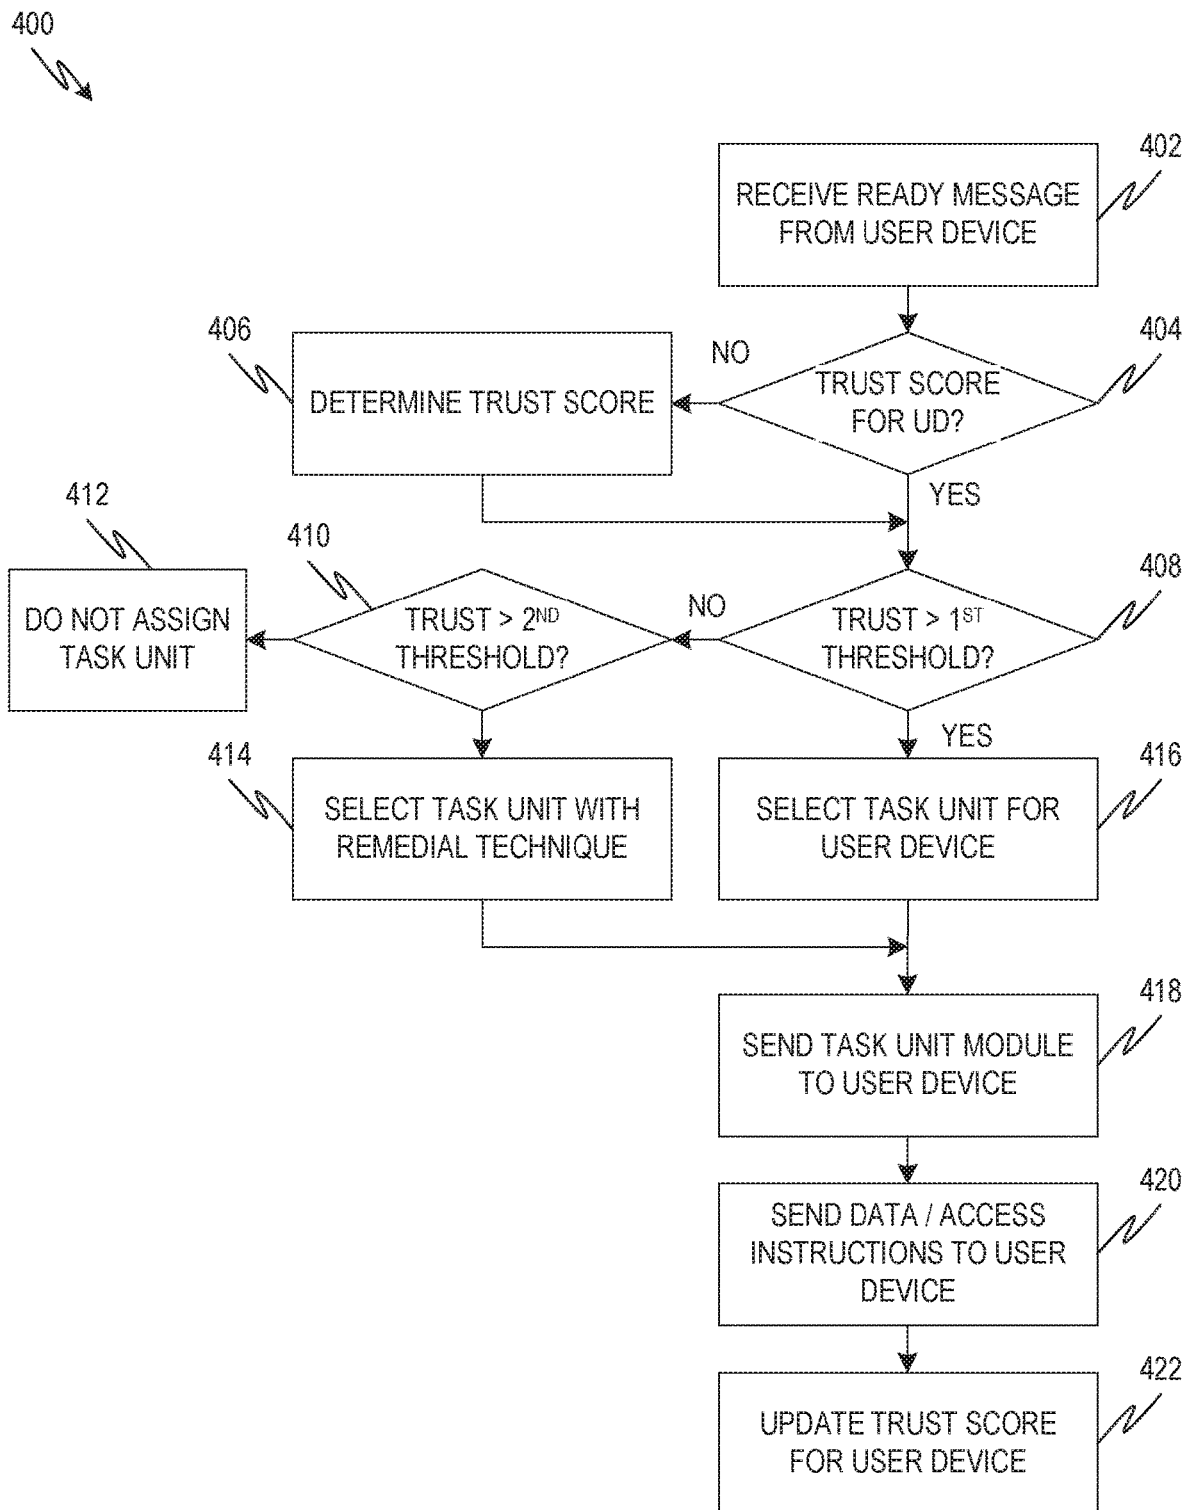 400
402
RECEIVE READY MESSAGE
FROM USER DEVICE
406
404
NO
DETERMINE TRUST SCORE
TRUST SCORE
FOR UD?
412
YES
410
408
DO NOT ASSIGN
TASK UNIT
TRUST > 2ND
THRESHOLD?
NO
TRUST > 1ST
THRESHOLD?
414
YES
416
SELECT TASK UNIT WITH
REMEDIAL TECHNIQUE
SELECT TASK UNIT FOR
USER DEVICE
418
SEND TASK UNIT MODULE
TO USER DEVICE
420
SEND DATA / ACCESS
INSTRUCTIONS TO USER
DEVICE
422
UPDATE TRUST SCORE
FOR USER DEVICE